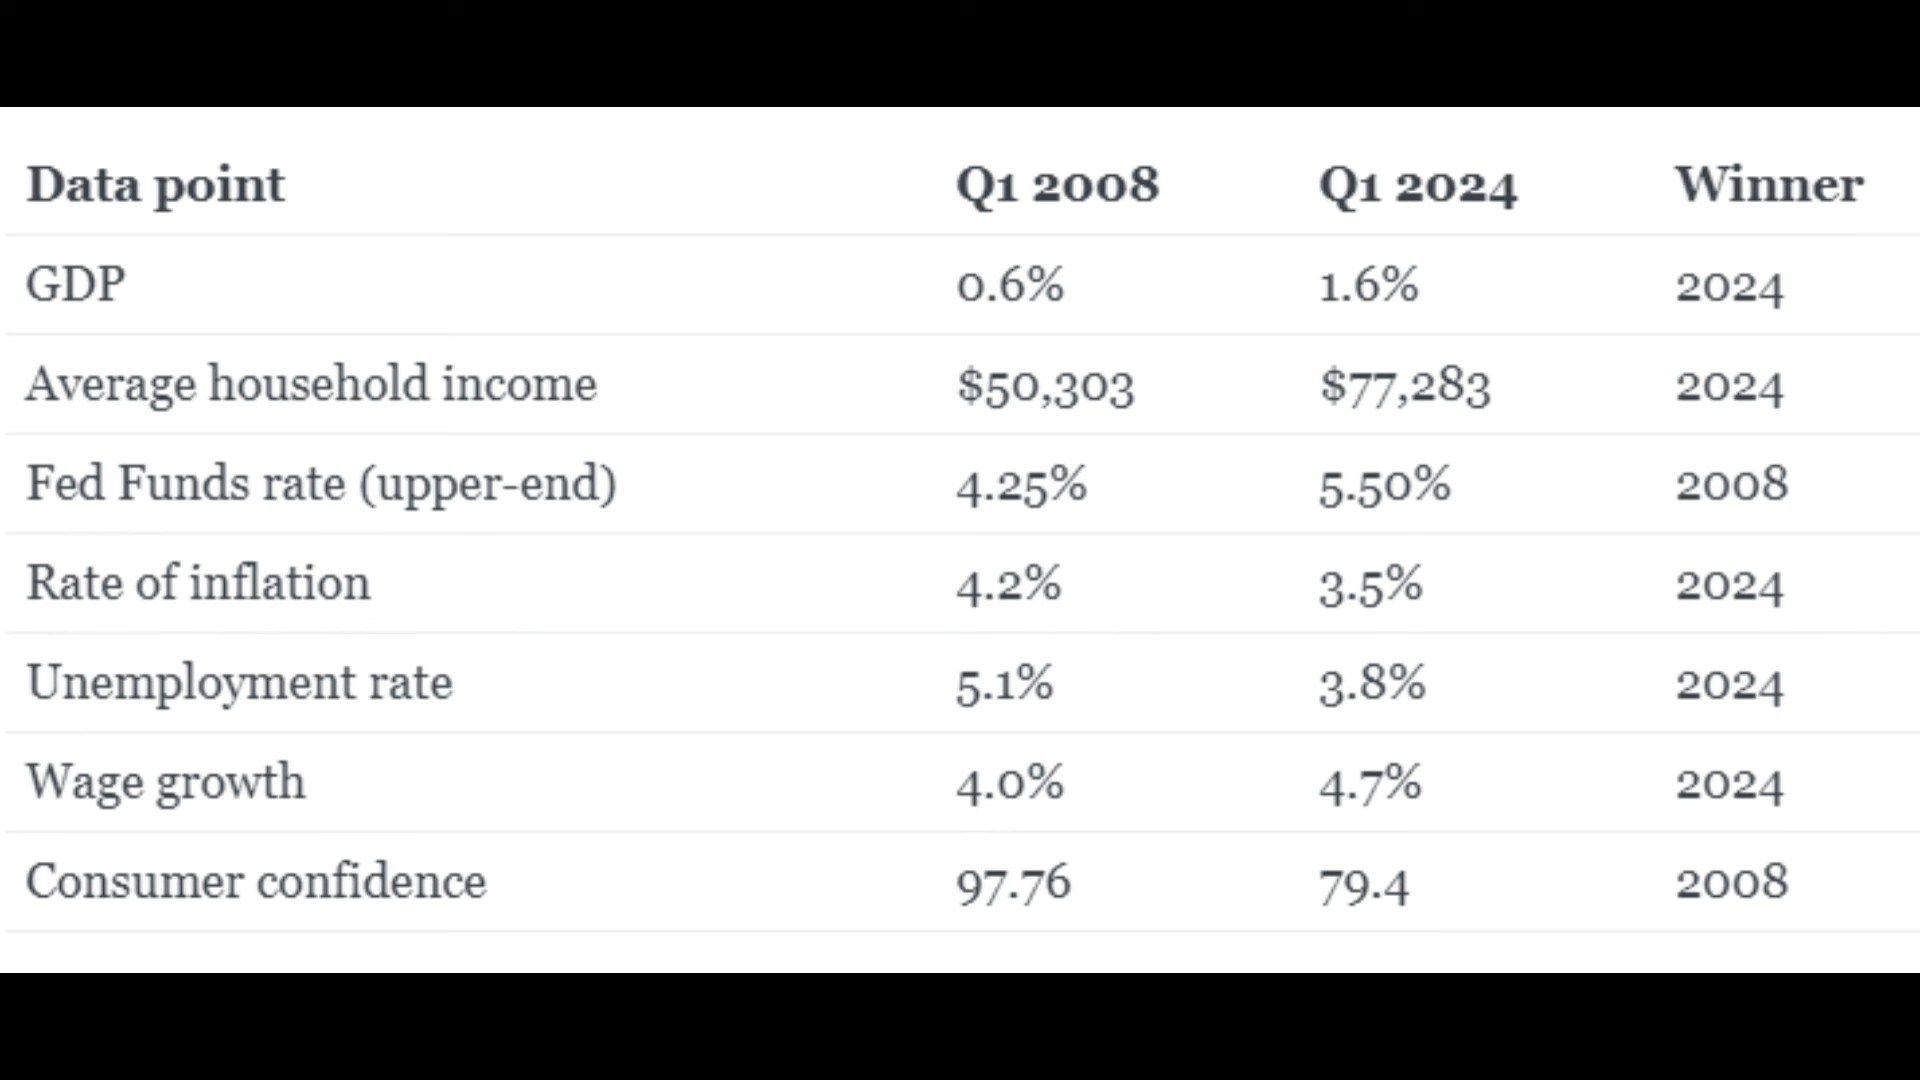 Data point Q1 2008 Q1 2024 Winner
GDP 0.6% 1.6% 2024
Average household income $50,303 $77,283 2024
Fed Funds rate (upper-end) 4.25% 5.50% 2008
Rate of inflation 4.2% 3.5% 2024
Unemployment rate 5.1% 3.8% 2024
Wage growth 4.0% 4.7% 2024
Consumer confidence 97.76 79.4 2008